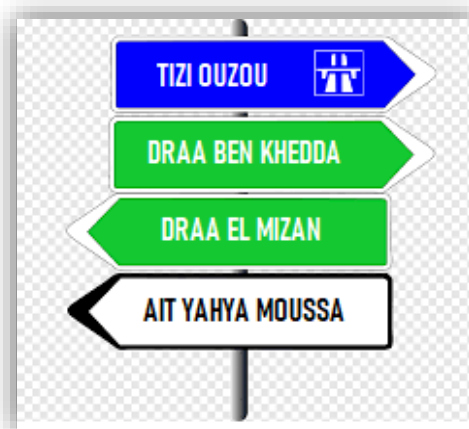 TIZI OUZOU
DRAA BEN KHEDDA
DRAA EL MIZAN
AIT YAHYA MOUSSA